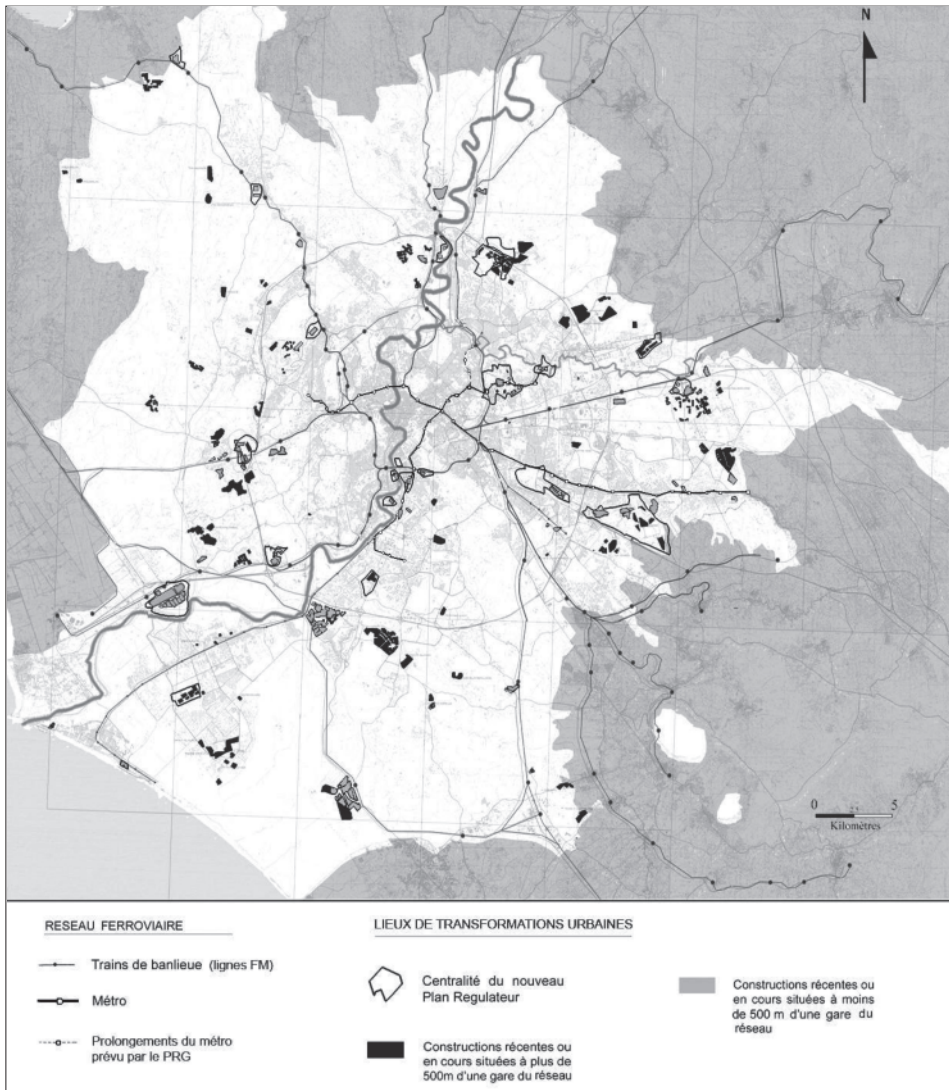 N
0
5
Kilomètres
RESEAU FERROVIAIRE
Trains de banlieue (lignes FM)
Métro
Prolongements du métro
prévu par le PRG
LIEUX DE TRANSFORMATIONS URBAINES
Centralité du nouveau
Plan Regulateur
Constructions récentes ou
en cours situées à plus de
500m d'une gare du réseau
Constructions récentes ou
en cours situées à moins
de 500 m d'une gare du
réseau